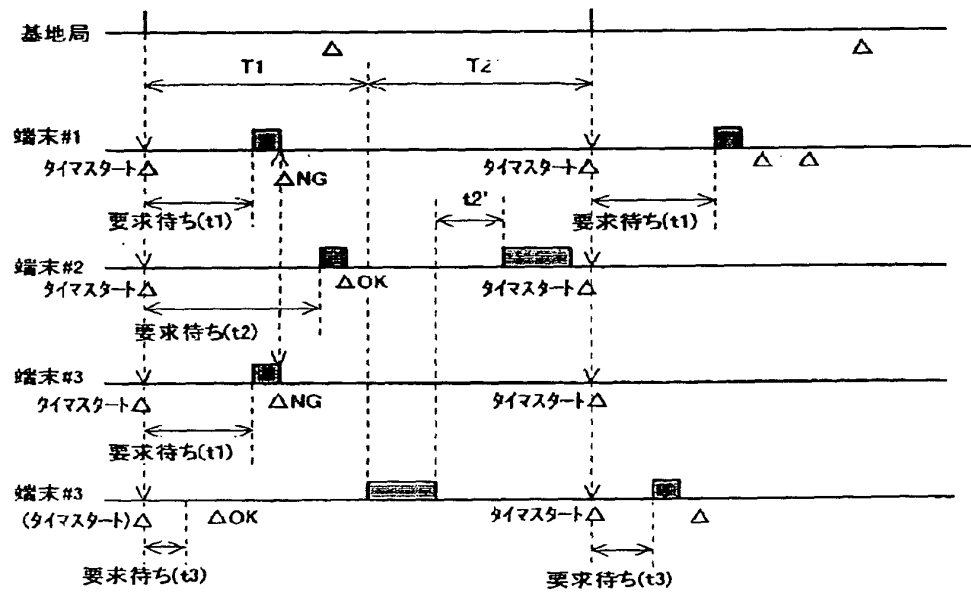 基地局
T1
T2
端末#1
タイマスタート△
△NG
タイマスタート△
要求待ち(t1)
t2'
要求待ち(t1)
端末#2
タイマスタート△
△OK
タイマスタート△
要求待ち(t2)
端末#3
タイマスタート△
△NG
タイマスタート△
要求待ち(t1)
端末#3
(タイマスタート)△
△OK
タイマスタート△
要求待ち(t3)
要求待ち(t3)